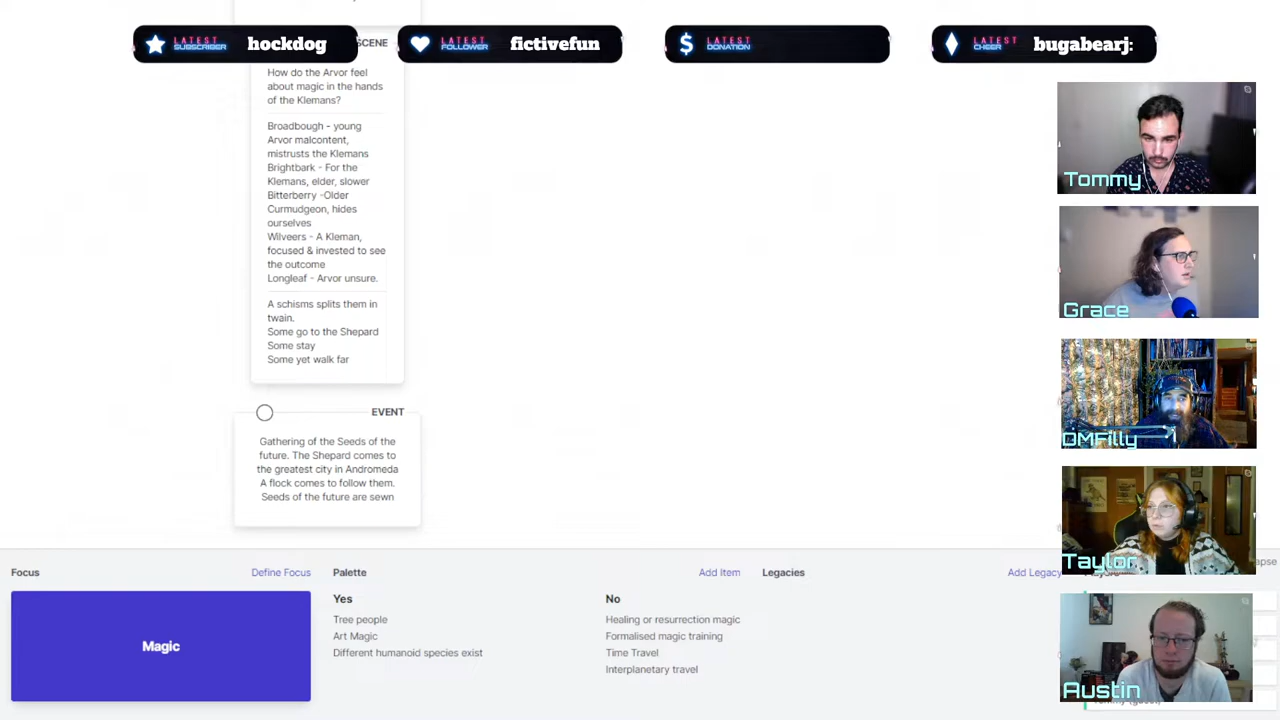 LATEST SUBSCRIBER hockdog
LATEST FOLLOWER fictivefun
LATEST DONATION
LATEST CHEER bugabearj:
SCENE
How do the Arvor feel
about magic in the hands
of the Klemans?
Broadbough - young
Arvor malcontent,
mistrusts the Klemans
Brightbark - For the
Klemans, elder, slower
Bitterberry -Older
Curmudgeon, hides
ourselves
Wilveers - A Kleman,
focused & invested to see
the outcome
Longleaf - Arvor unsure.
A schisms splits them in
twain.
Some go to the Shepard
Some stay
Some yet walk far
EVENT
Gathering of the Seeds of the
future. The Shepard comes to
the greatest city in Andromeda
A flock comes to follow them.
Seeds of the future are sewn
Tommy
Grace
DMFilly
Taylor
Austin
Focus
Define Focus
Magic
Palette
Add Item
Yes
Tree people
Art Magic
Different humanoid species exist
No
Healing or resurrection magic
Formalised magic training
Time Travel
Interplanetary travel
Legacies
Add Legacy